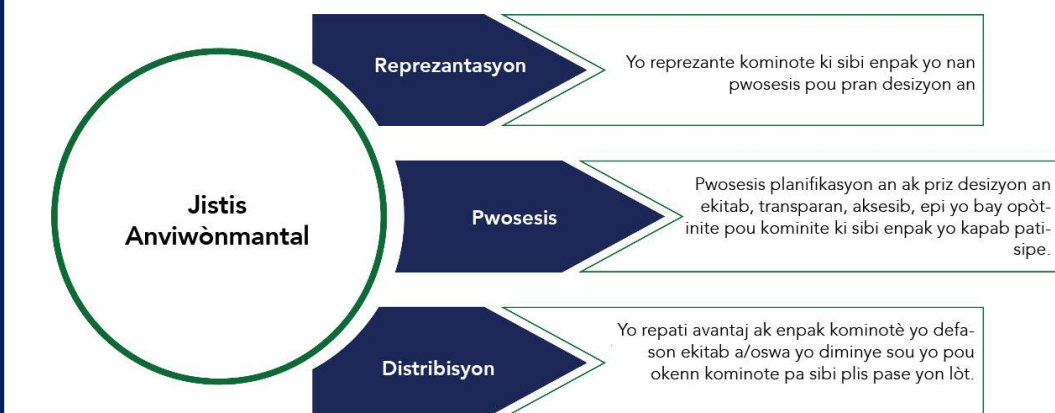 Jistis
Anviwònmantal
Reprezantasyon
Yo reprezante kominote ki sibi enpak yo nan
pwosesis pou pran desizyon an
Pwosesis
Pwosesis planifikasyon an ak priz desizyon an
ekitab, transparan, aksesib, epi yo bay opòt-
inite pou kominite ki sibi enpak yo kapab pati-
sipe.
Distribisyon
Yo repati avantaj ak enpak kominotè yo defa-
son ekitab a/oswa yo diminye sou yo pou
okenn kominote pa sibi plis pase yon lòt.